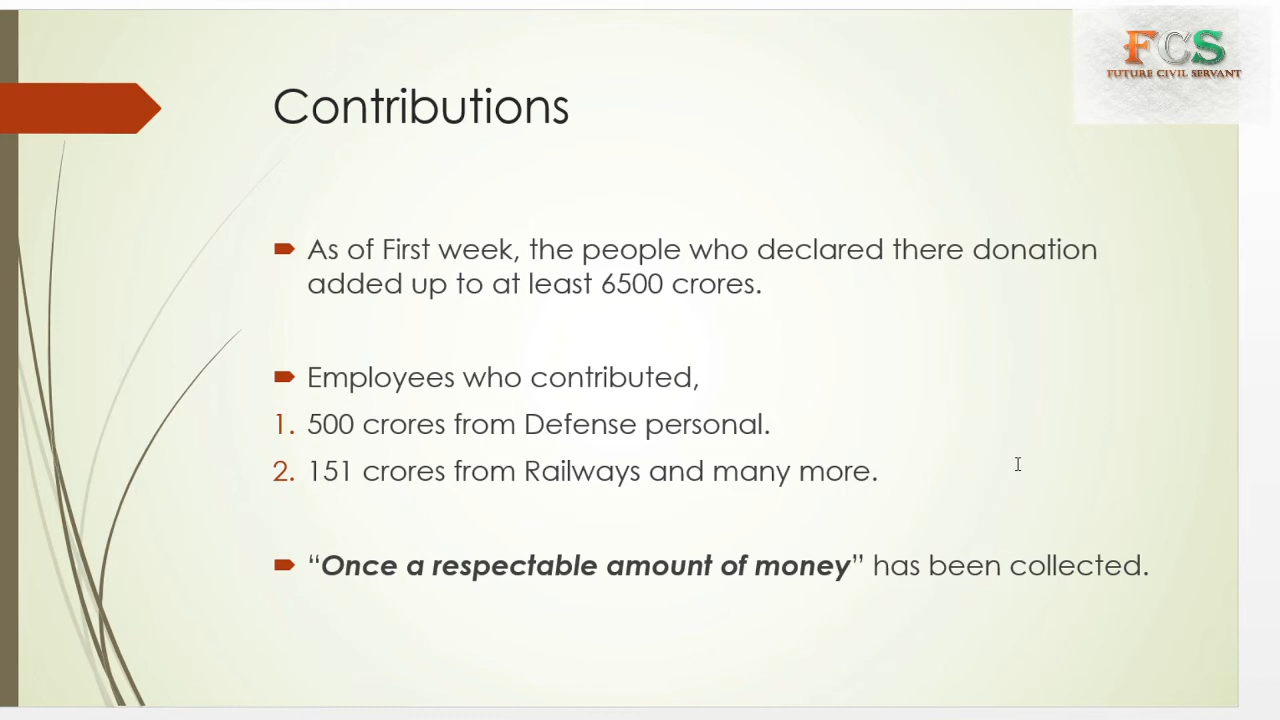 FCS
FUTURE CIVIL SERVANT
Contributions
As of First week, the people who declared there donation
added up to at least 6500 crores.
Employees who contributed,
1. 500 crores from Defense personal.
2. 151 crores from Railways and many more.
“Once a respectable amount of money” has been collected.